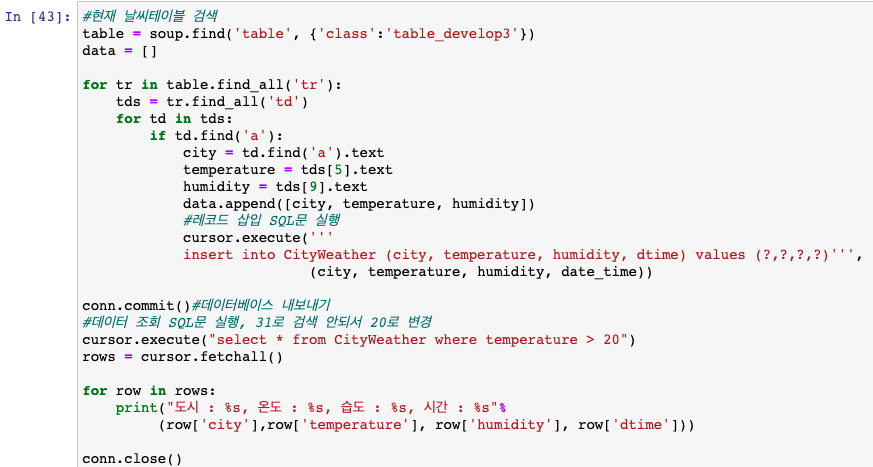 In [43]: #현재 날씨테이블 검색
table = soup.find('table', {'class':'table_develop3'})
data = []
for tr in table.find_all('tr'):
    tds = tr.find_all('td')
    for td in tds:
        if td.find('a'):
            city = td.find('a').text
            temperature = tds[5].text
            humidity = tds[9].text
            data.append([city, temperature, humidity])
            #레코드 삽입 SQL문 실행
            cursor.execute('''
            insert into CityWeather (city, temperature, humidity, dtime) values (?,?,?,?)''',
                           (city, temperature, humidity, date_time))
conn.commit()#데이터베이스 내보내기
#데이터 조회 SQL문 실행, 31로 검색 안되서 20로 변경
cursor.execute("select * from CityWeather where temperature > 20")
rows = cursor.fetchall()
for row in rows:
    print("도시 : %s, 온도 : %s, 습도 : %s, 시간 : %s"%
         (row['city'],row['temperature'], row['humidity'], row['dtime']))
conn.close()